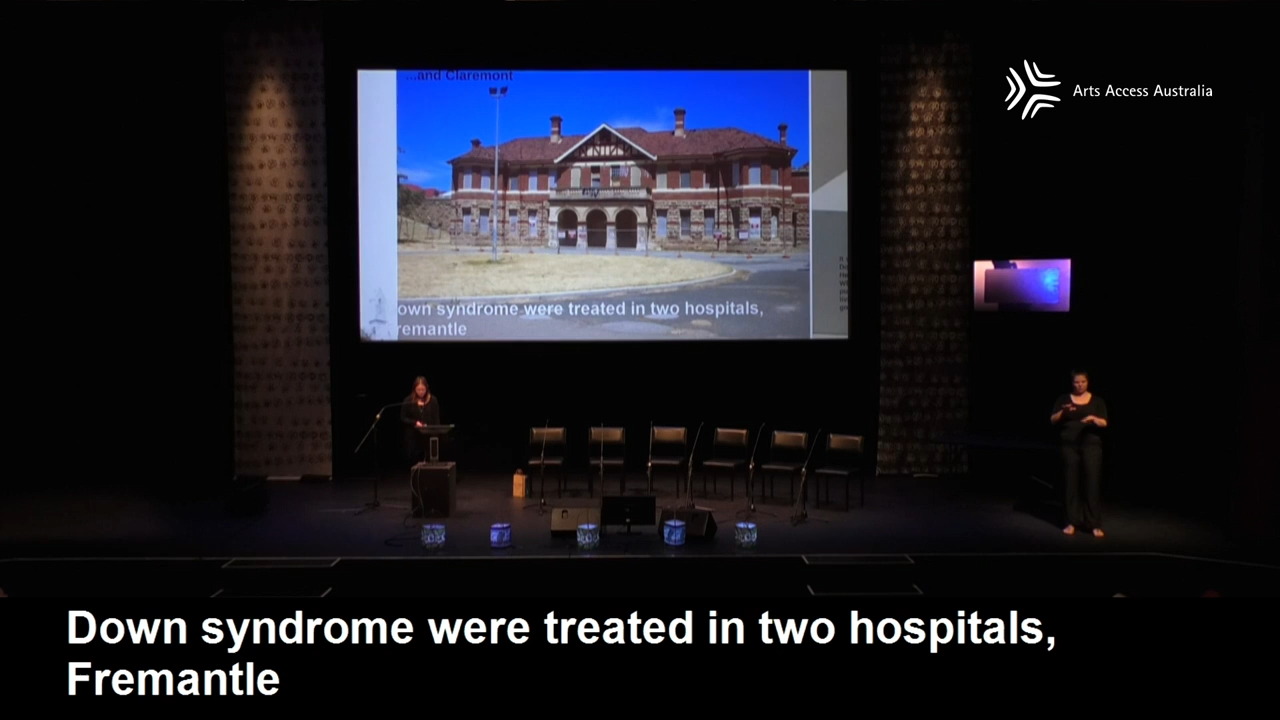 ...and Claremont
Arts Access Australia
own syndrome were treated in two hospitals,
remantle
Down syndrome were treated in two hospitals,
Fremantle